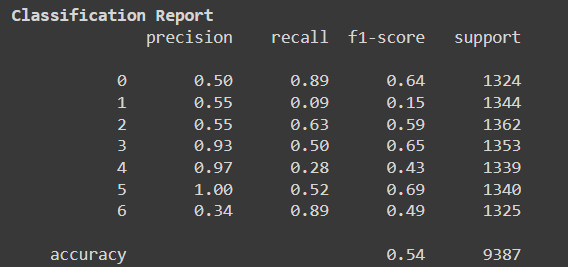 Classification Report
precision recall f1-score support
0 0.50 0.89 0.64 1324
1 0.55 0.09 0.15 1344
2 0.55 0.63 0.59 1362
3 0.93 0.50 0.65 1353
4 0.97 0.28 0.43 1339
5 1.00 0.52 0.69 1340
6 0.34 0.89 0.49 1325
accuracy 0.54 9387